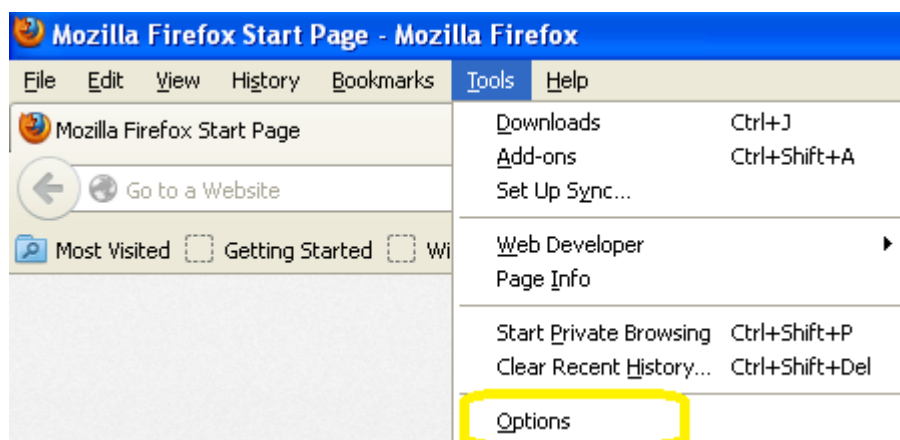 Mozilla Firefox Start Page - Mozilla Firefox
File Edit View History Bookmarks Tools Help
Mozilla Firefox Start Page
Downloads Ctrl+J
Add-ons Ctrl+Shift+A
Go to a Website
Set Up Sync...
Most Visited Getting Started Wi
Web Developer
Page Info
Start Private Browsing Ctrl+Shift+P
Clear Recent History... Ctrl+Shift+Del
Options